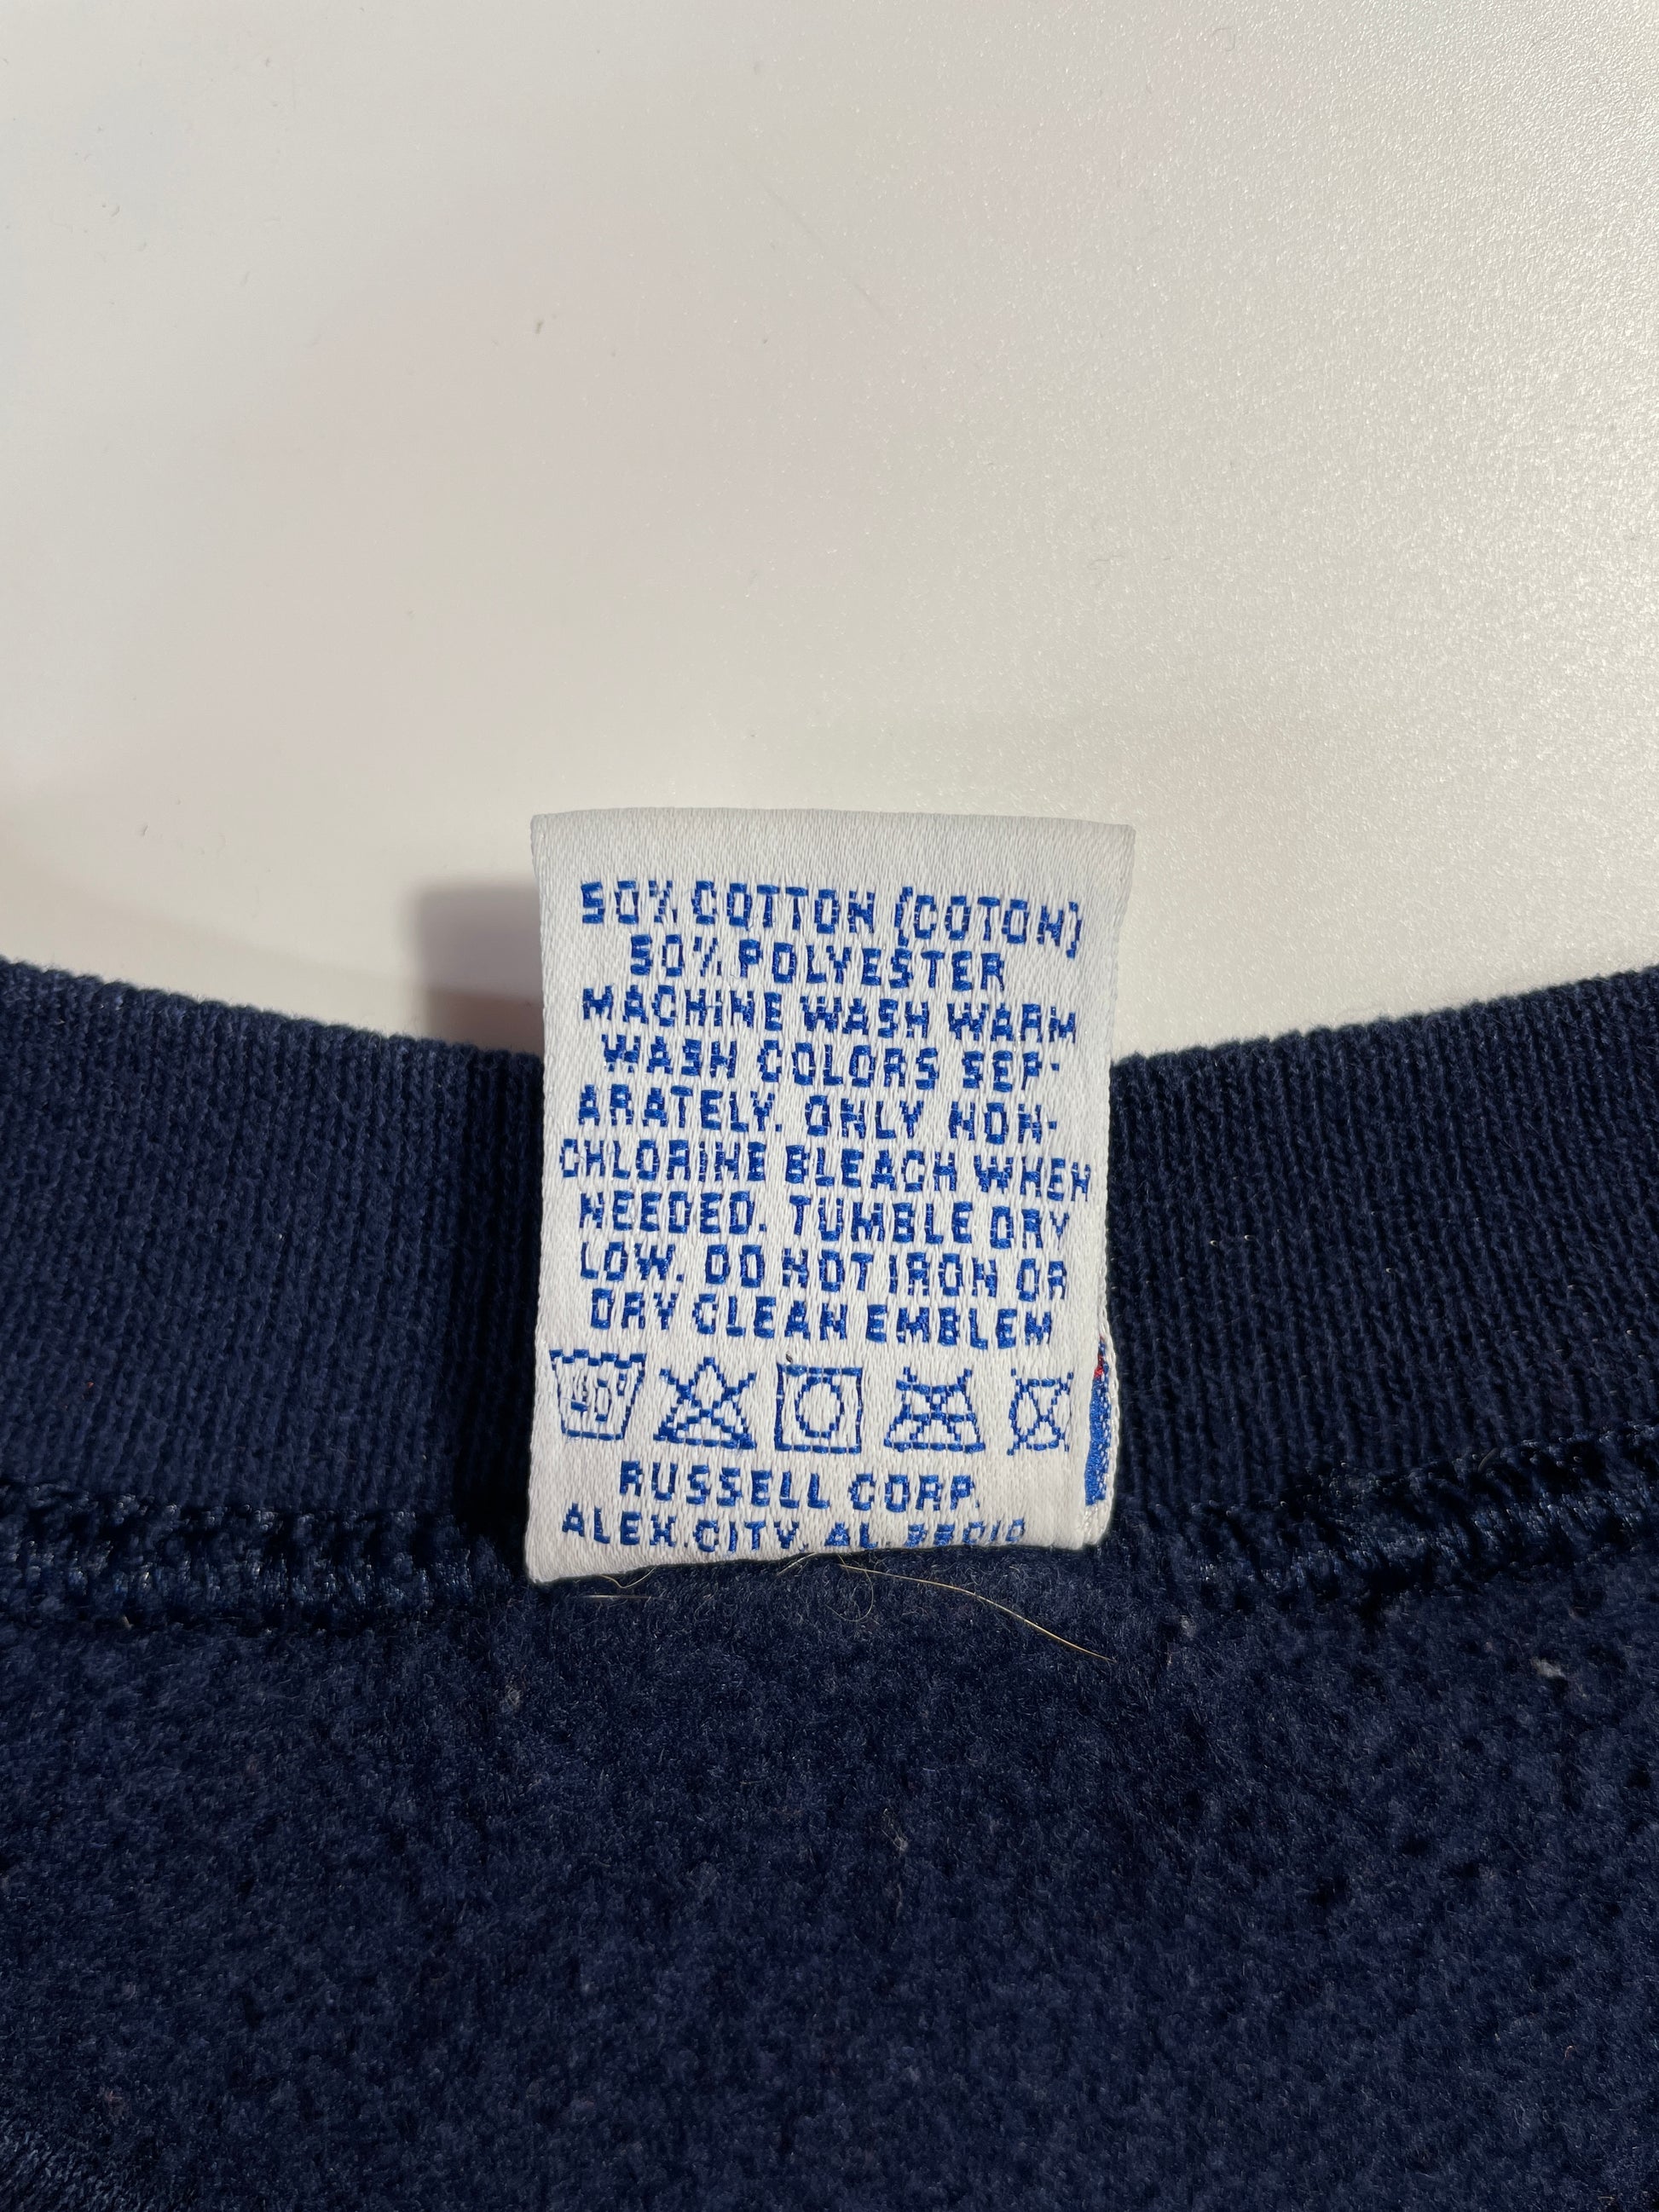 50% COTTON (COTON)
50% POLYESTER
MACHINE WASH WARM
WASH COLORS SEP-
ARATELY. ONLY NON-
CHLORINE BLEACH WHEN
NEEDED. TUMBLE DRY
LOW. DO NOT IRON OR
DRY CLEAN EMBLEM
40°
RUSSELL CORP.
ALEX.CITY, AL.